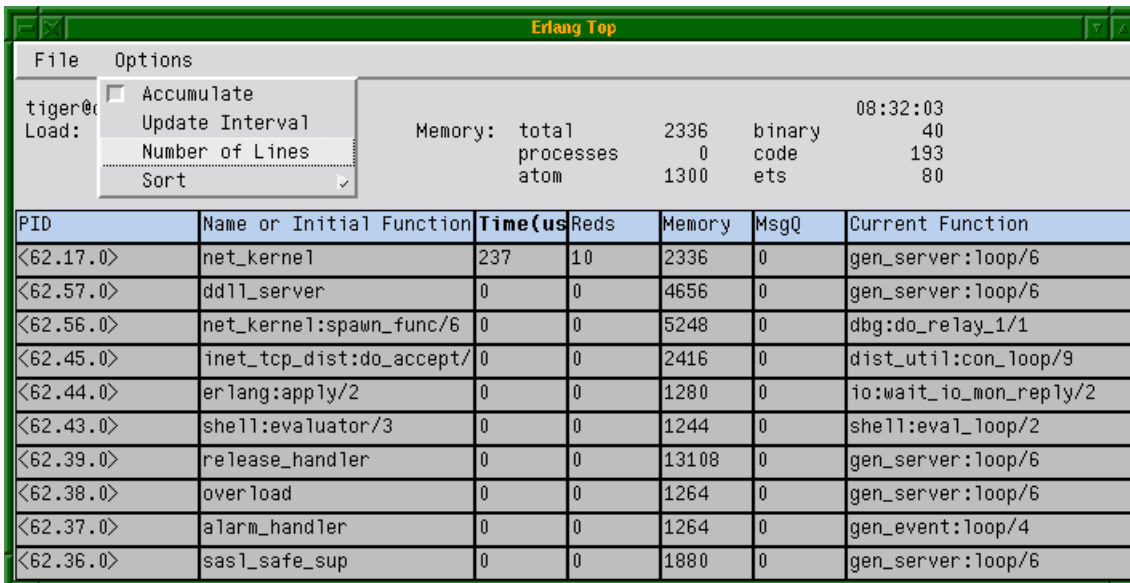 Erlang Top
File Options
Accumulate
Update Interval
Number of Lines
Sort
08:32:03
Load: Memory: total 2336 binary 40
processes 0 code 193
atom 1300 ets 80
PID Name or Initial Function Time(us Reds Memory MsgQ Current Function
<62.17.0> net_kernel 237 10 2336 0 gen_server:loop/6
<62.57.0> ddll_server 0 0 4656 0 gen_server:loop/6
<62.56.0> net_kernel:spawn_func/6 0 0 5248 0 dbg:do_relay_1/1
<62.45.0> inet_tcp_dist:do_accept/ 0 0 2416 0 dist_util:con_loop/9
<62.44.0> erlang:apply/2 0 0 1280 0 io:wait_io_mon_reply/2
<62.43.0> shell:evaluator/3 0 0 1244 0 shell:eval_loop/2
<62.39.0> release_handler 0 0 13108 0 gen_server:loop/6
<62.38.0> overload 0 0 1264 0 gen_server:loop/6
<62.37.0> alarm_handler 0 0 1264 0 gen_event:loop/4
<62.36.0> sasl_safe_sup 0 0 1880 0 gen_server:loop/6